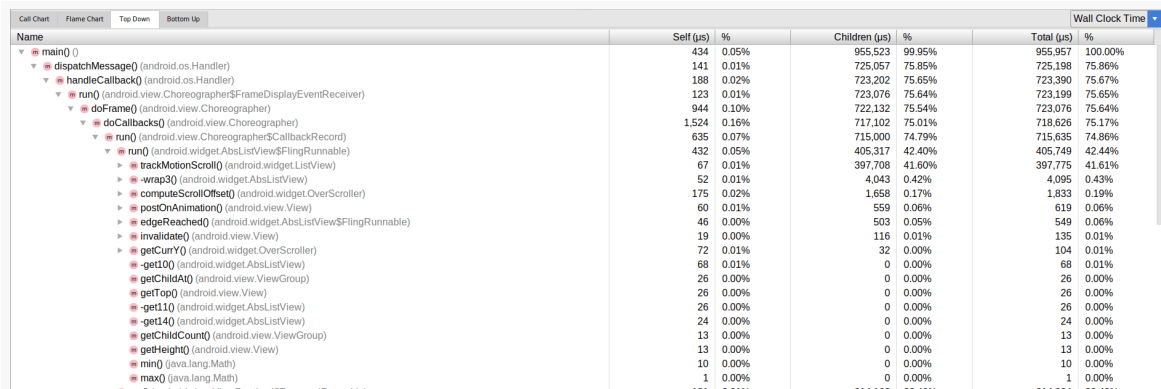 Call Chart Flame Chart Top Down Bottom Up Wall Clock Time
Name Self (μs) % Children (μs) % Total (μs) %
m main() () 434 0.05% 955,523 99.95% 955,957 100.00%
m dispatchMessage() (android.os.Handler) 141 0.01% 725,057 75.85% 725,198 75.86%
m handleCallback() (android.os.Handler) 188 0.02% 723,202 75.65% 723,390 75.67%
m run() (android.view.Choreographer$FrameDisplayEventReceiver) 123 0.01% 723,076 75.64% 723,199 75.65%
m doFrame() (android.view.Choreographer) 944 0.10% 722,132 75.54% 723,076 75.64%
m doCallbacks() (android.view.Choreographer) 1,524 0.16% 717,102 75.01% 718,626 75.17%
m run() (android.view.Choreographer$CallbackRecord) 635 0.07% 715,000 74.79% 715,635 74.86%
m run() (android.widget.AbsListView$FlingRunnable) 432 0.05% 405,317 42.40% 405,749 42.44%
m trackMotionScroll() (android.widget.ListView) 67 0.01% 397,708 41.60% 397,775 41.61%
m -wrap3() (android.widget.AbsListView) 52 0.01% 4,043 0.42% 4,095 0.43%
m computeScrollOffset() (android.widget.OverScroller) 175 0.02% 1,658 0.17% 1,833 0.19%
m postOnAnimation() (android.view.View) 60 0.01% 559 0.06% 619 0.06%
m edgeReached() (android.widget.AbsListView$FlingRunnable) 46 0.00% 503 0.05% 549 0.06%
m invalidate() (android.view.View) 19 0.00% 116 0.01% 135 0.01%
m getCurrY() (android.widget.OverScroller) 72 0.01% 32 0.00% 104 0.01%
m -get10() (android.widget.AbsListView) 68 0.01% 0 0.00% 68 0.01%
m getChildAt() (android.view.ViewGroup) 26 0.00% 0 0.00% 26 0.00%
m getTop() (android.view.View) 26 0.00% 0 0.00% 26 0.00%
m -get11() (android.widget.AbsListView) 26 0.00% 0 0.00% 26 0.00%
m -get14() (android.widget.AbsListView) 24 0.00% 0 0.00% 24 0.00%
m getChildCount() (android.view.ViewGroup) 13 0.00% 0 0.00% 13 0.00%
m getHeight() (android.view.View) 13 0.00% 0 0.00% 13 0.00%
m min() (java.lang.Math) 10 0.00% 0 0.00% 10 0.00%
m max() (java.lang.Math) 1 0.00% 0 0.00% 1 0.00%